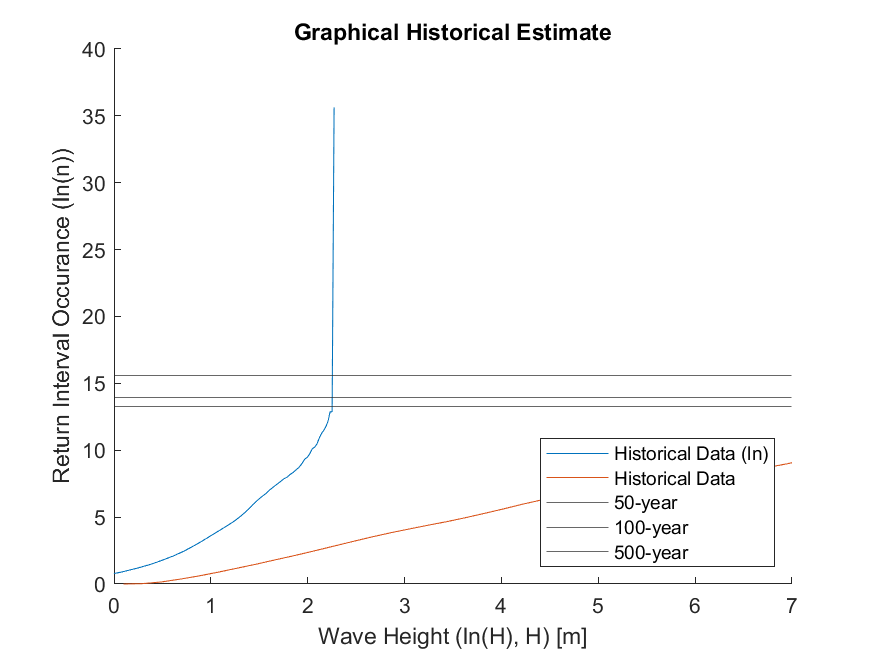 Graphical Historical Estimate
40
35
30
25
20
15
10
5
0
Return Interval Occurance (ln(n))
0 1 2 3 4 5 6 7
Wave Height (ln(H), H) [m]
Historical Data (ln)
Historical Data
50-year
100-year
500-year